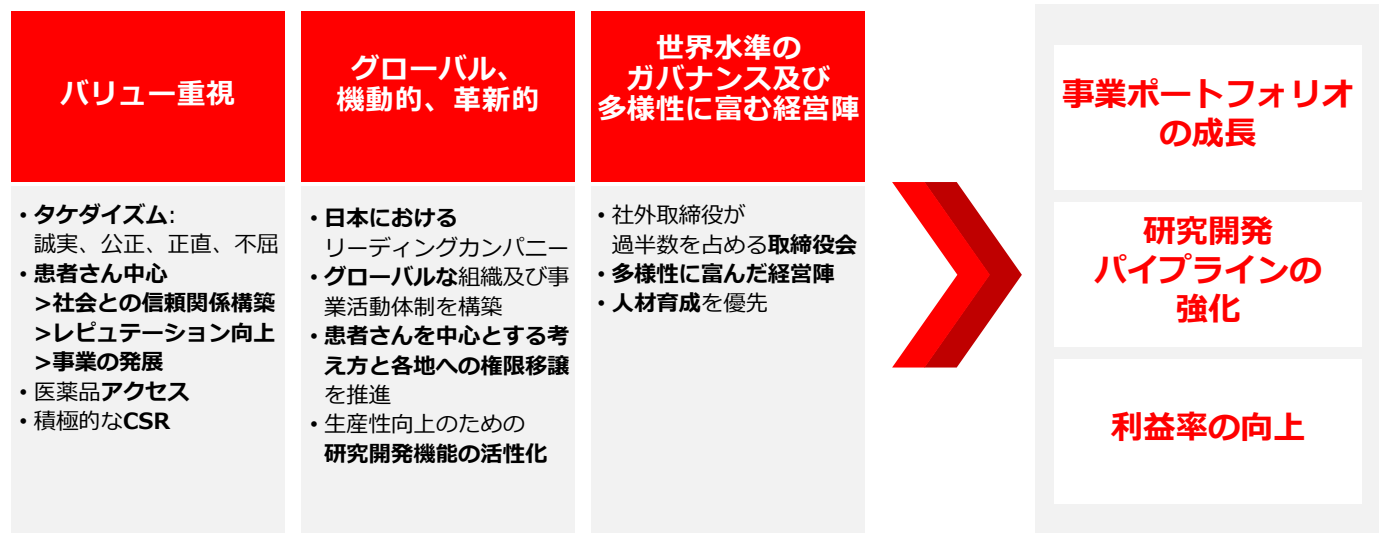 バリュー重視
・タケダイズム:
誠実、公正、正直、不屈
・患者さん中心
>社会との信頼関係構築
>レピュテーション向上
>事業の発展
・医薬品アクセス
・積極的なCSR
グローバル、
機動的、革新的
・日本における
リーディングカンパニー
・グローバルな組織及び事
業活動体制を構築
・患者さんを中心とする考
え方と各地への権限移譲
を推進
・生産性向上のための
研究開発機能の活性化
世界水準の
ガバナンス及び
多様性に富む経営陣
・社外取締役が
過半数を占める取締役会
・多様性に富んだ経営陣
・人材育成を優先
事業ポートフォリオ
の成長
研究開発
パイプラインの
強化
利益率の向上